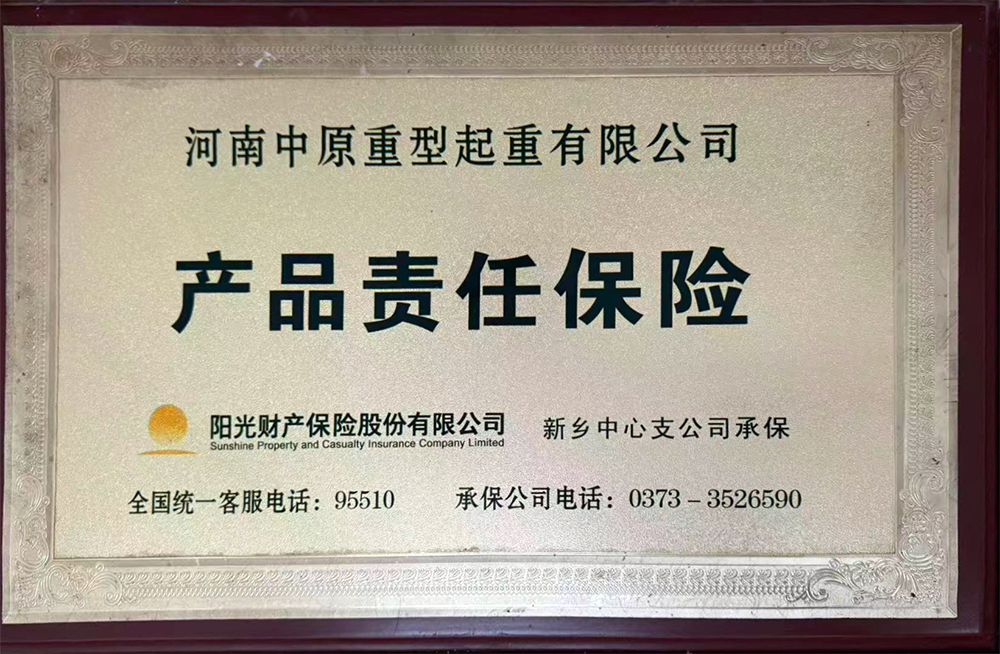 河南中原重型起重有限公司
产品责任保险
阳光财产保险股份有限公司 新乡中心支公司承保
Sunshine Property and Casualty Insurance Company Limited
全国统一客服电话：95510 承保公司电话：0373－3526590